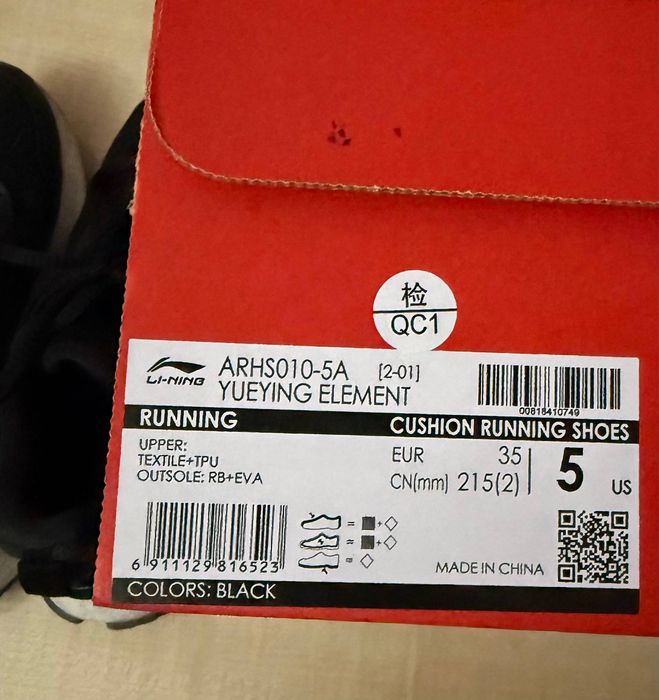 检
QC1
LI-NING
ARHS010-5A [2-01]
YUEYING ELEMENT
00818410749
RUNNING
CUSHION RUNNING SHOES
UPPER:
TEXTILE+TPU
OUTSOLE: RB+EVA
EUR 35
CN(mm) 215(2)
5 US
6 911129 816523
MADE IN CHINA
COLORS: BLACK